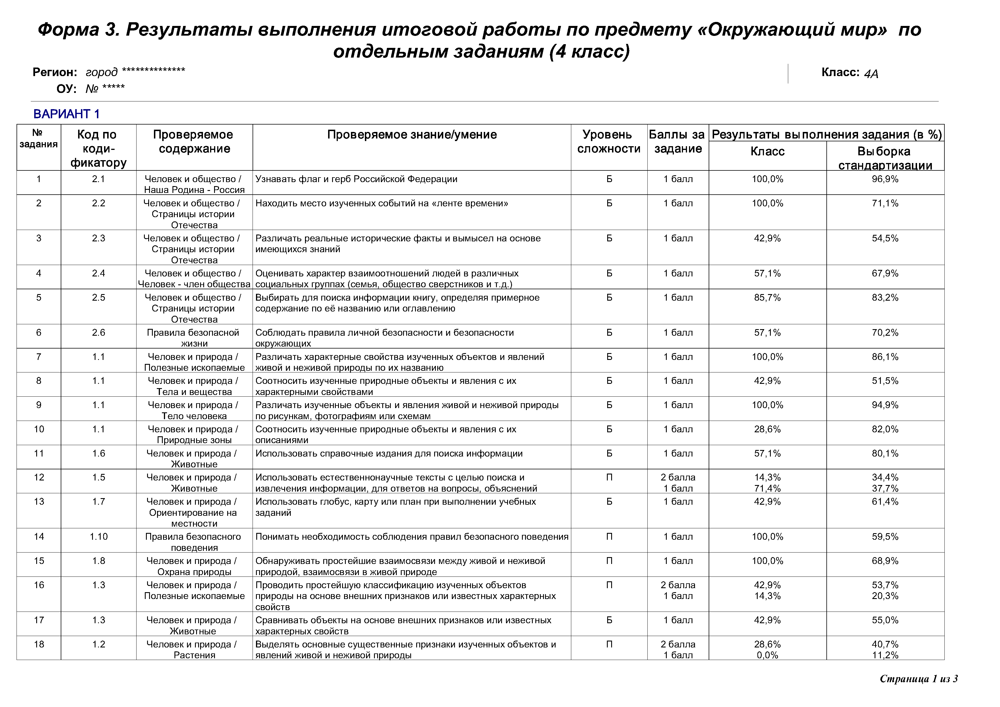 Форма 3. Результаты выполнения итоговой работы по предмету «Окружающий мир» по
отдельным заданиям (4 класс)
Регион: город **************
Класс: 4А
ОУ: № *****
ВАРИАНТ 1
№ задания
Код по коди-фикатору
Проверяемое содержание
Проверяемое знание/умение
Уровень сложности
Баллы за задание
Результаты выполнения задания (в %)
Класс
Выборка стандартизации
1 2.1 Человек и общество / Узнавать флаг и герб Российской Федерации Б 1 балл 100,0% 96,9%
Наша Родина - Россия
2 2.2 Человек и общество / Находить место изученных событий на «ленте времени» Б 1 балл 100,0% 71,1%
Страницы истории
Отечества
3 2.3 Человек и общество / Различать реальные исторические факты и вымысел на основе Б 1 балл 42,9% 54,5%
Страницы истории имеющихся знаний
Отечества
4 2.4 Человек и общество / Оценивать характер взаимоотношений людей в различных Б 1 балл 57,1% 67,9%
Человек - член общества социальных группах (семья, общество сверстников и т.д.)
5 2.5 Человек и общество / Выбирать для поиска информации книгу, определяя примерное Б 1 балл 85,7% 83,2%
Страницы истории содержание по её названию или оглавлению
Отечества
6 2.6 Правила безопасной Соблюдать правила личной безопасности и безопасности Б 1 балл 57,1% 70,2%
жизни окружающих
7 1.1 Человек и природа / Различать характерные свойства изученных объектов и явлений Б 1 балл 100,0% 86,1%
Полезные ископаемые живой и неживой природы по их названию
8 1.1 Человек и природа / Соотносить изученные природные объекты и явления с их Б 1 балл 42,9% 51,5%
Тела и вещества характерными свойствами
9 1.1 Человек и природа / Различать изученные объекты и явления живой и неживой природы Б 1 балл 100,0% 94,9%
Тело человека по рисункам, фотографиям или схемам
10 1.1 Человек и природа / Соотносить изученные природные объекты и явления с их Б 1 балл 28,6% 82,0%
Природные зоны описаниями
11 1.6 Человек и природа / Использовать справочные издания для поиска информации Б 1 балл 57,1% 80,1%
Животные
12 1.5 Человек и природа / Использовать естественнонаучные тексты с целью поиска и П 2 балла 14,3% 34,4%
Животные извлечения информации, для ответов на вопросы, объяснений 1 балл 71,4% 37,7%
13 1.7 Человек и природа / Использовать глобус, карту или план при выполнении учебных Б 1 балл 42,9% 61,4%
Ориентирование на заданий
местности
14 1.10 Правила безопасного Понимать необходимость соблюдения правил безопасного поведения П 1 балл 100,0% 59,5%
поведения
15 1.8 Человек и природа / Обнаруживать простейшие взаимосвязи между живой и неживой П 1 балл 100,0% 68,9%
Охрана природы природой, взаимосвязи в живой природе
16 1.3 Человек и природа / Проводить простейшую классификацию изученных объектов П 2 балла 42,9% 53,7%
Полезные ископаемые природы на основе внешних признаков или известных характерных 1 балл 14,3% 20,3%
свойств
17 1.3 Человек и природа / Сравнивать объекты на основе внешних признаков или известных Б 1 балл 42,9% 55,0%
Животные характерных свойств
18 1.2 Человек и природа / Выделять основные существенные признаки изученных объектов и П 2 балла 28,6% 40,7%
Растения явлений живой и неживой природы 1 балл 0,0% 11,2%
Страница 1 из 3